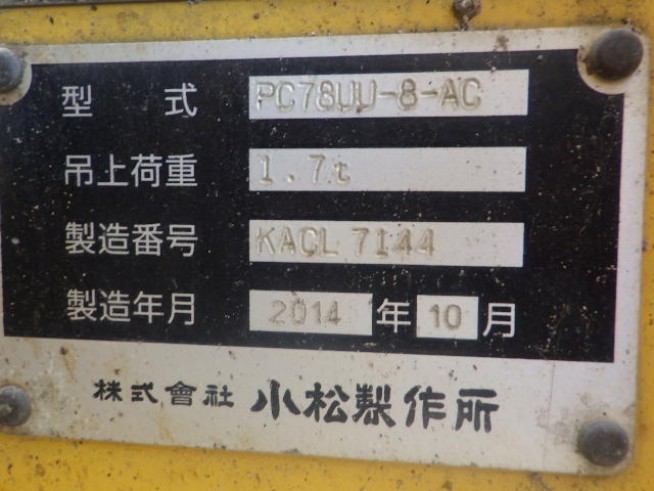 型式 PC78UU-8-AC
吊上荷重 1.7t
製造番号 KACL 7144
製造年月 2014 年 10 月
株式會社 小松製作所